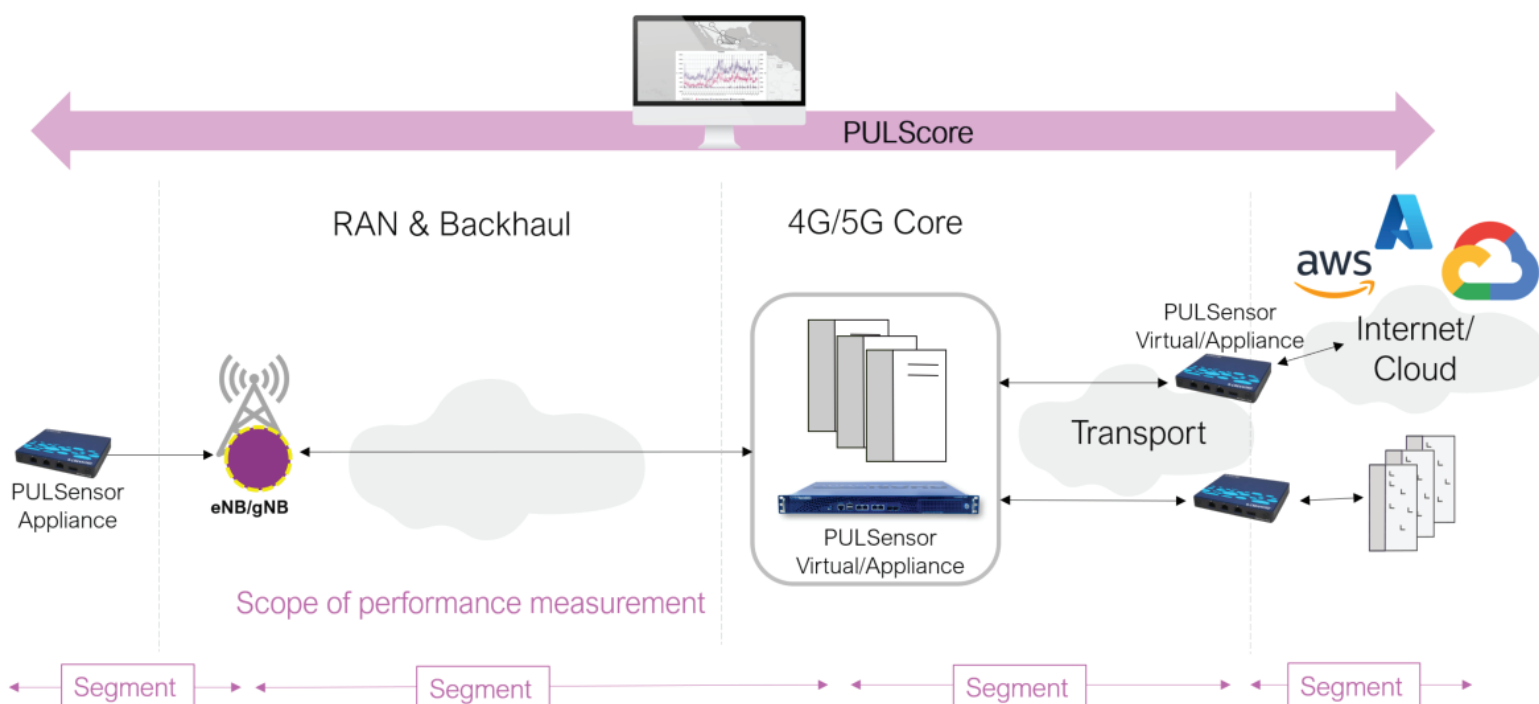 PULScore
RAN & Backhaul
4G/5G Core
aws
PULSensor
Virtual/Appliance
Internet/
Cloud
Transport
PULSensor
Appliance
eNB/gNB
PULSensor
Virtual/Appliance
Scope of performance measurement
Segment
Segment
Segment
Segment